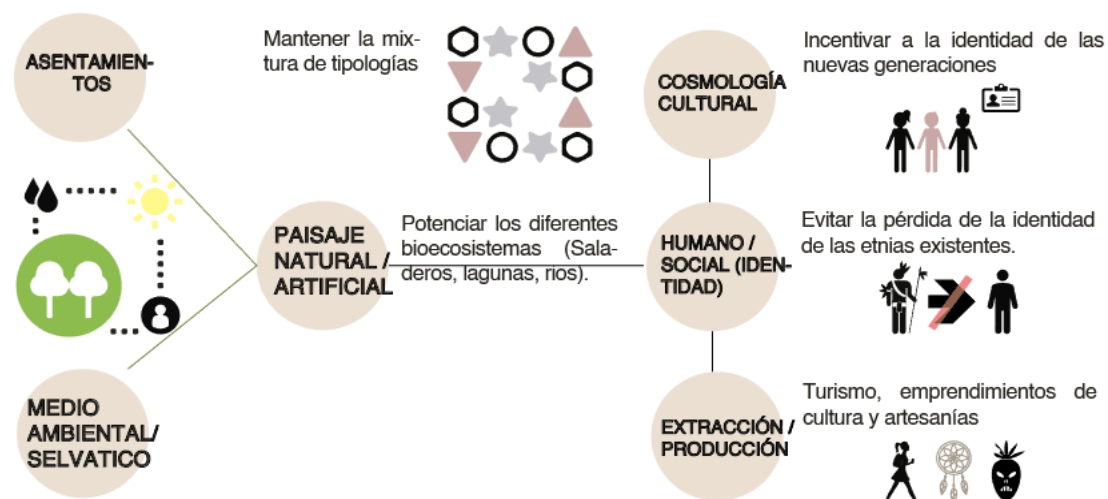 ASENTAMIEN-
TOS
Mantener la mix-
tura de tipologías
COSMOLOGÍA
CULTURAL
Incentivar a la identidad de las
nuevas generaciones
PAISAJE
NATURAL /
ARTIFICIAL
Potenciar los diferentes
bioecosistemas (Sala-
deros, lagunas, rios).
HUMANO /
SOCIAL (IDEN-
TIDAD)
Evitar la pérdida de la identidad
de las etnias existentes.
MEDIO
AMBIENTAL/
SELVATICO
EXTRACCIÓN /
PRODUCCIÓN
Turismo, emprendimientos de
cultura y artesanías